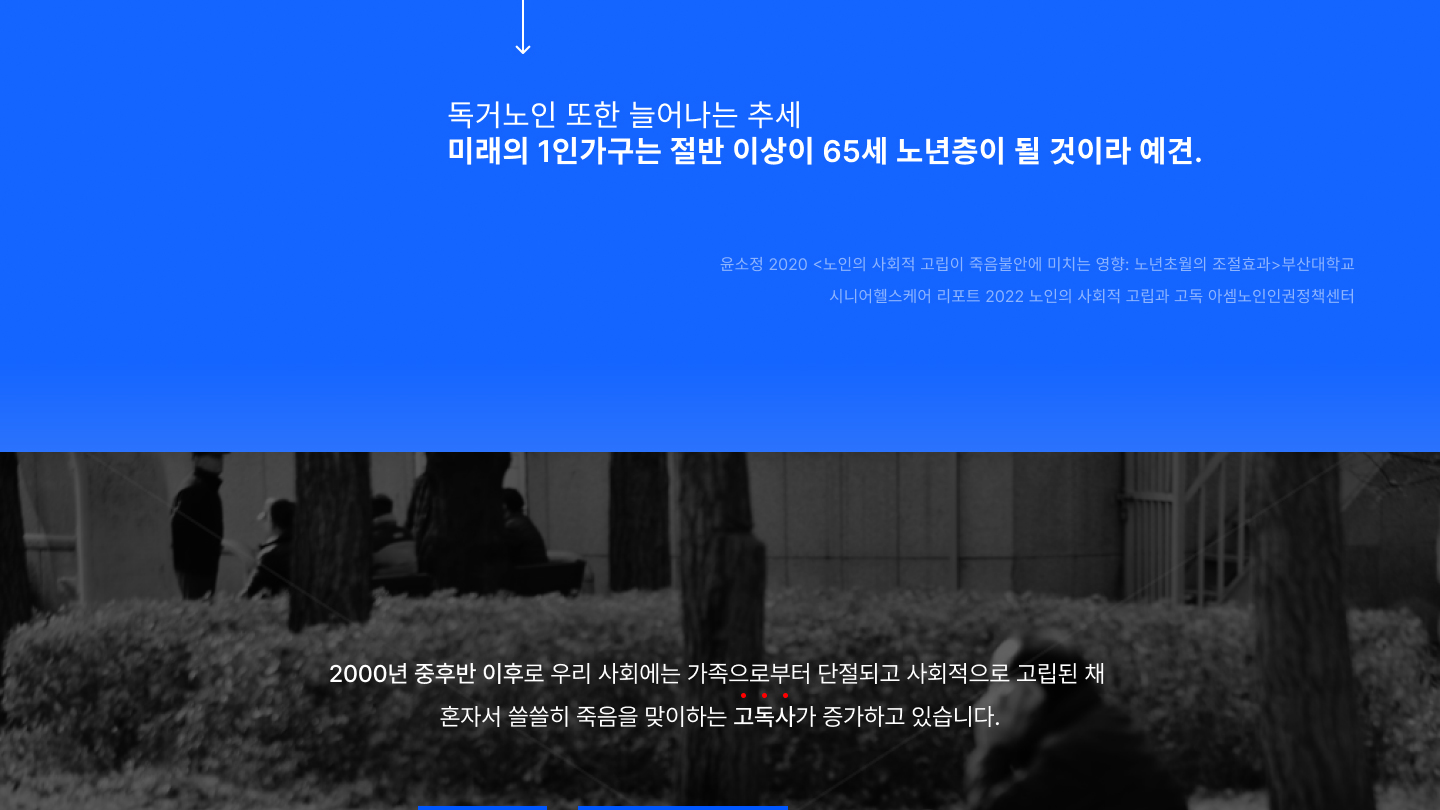 독거노인 또한 늘어나는 추세
미래의 1인가구는 절반 이상이 65세 노년층이 될 것이라 예견.
윤소정 2020 <노인의 사회적 고립이 죽음불안에 미치는 영향: 노년초월의 조절효과>부산대학교
시니어헬스케어 리포트 2022 노인의 사회적 고립과 고독 아셈노인인권정책센터
2000년 중후반 이후로 우리 사회에는 가족으로부터 단절되고 사회적으로 고립된 채
혼자서 쓸쓸히 죽음을 맞이하는 고독사가 증가하고 있습니다.